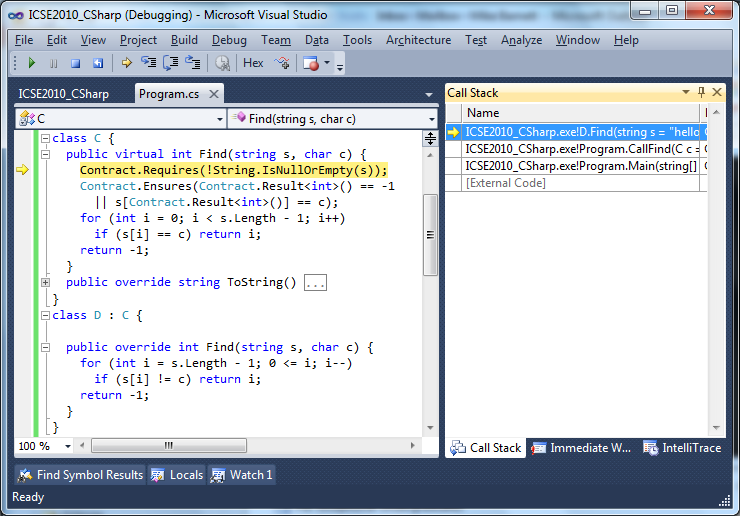 ICSE2010_CSharp (Debugging) - Microsoft Visual Studio
File Edit View Project Build Debug Team Data Tools Architecture Test Analyze Window Help
Hex
ICSE2010_CSharp Program.cs
C Find(string s, char c)
class C {
public virtual int Find(string s, char c) {
Contract.Requires(!String.IsNullOrEmpty(s));
Contract.Ensures(Contract.Result<int>() == -1
|| s[Contract.Result<int>()] == c);
for (int i = 0; i < s.Length - 1; i++)
if (s[i] == c) return i;
return -1;
}
public override string ToString() ...
}
class D : C {
public override int Find(string s, char c) {
for (int i = s.Length - 1; 0 <= i; i--)
if (s[i] != c) return i;
return -1;
}
}
100 %
Call Stack
Name
ICSE2010_CSharp.exe!D.Find(string s = "hello
ICSE2010_CSharp.exe!Program.CallFind(C c =
ICSE2010_CSharp.exe!Program.Main(string[]
[External Code]
Call Stack Immediate W... IntelliTrace
Find Symbol Results Locals Watch 1
Ready